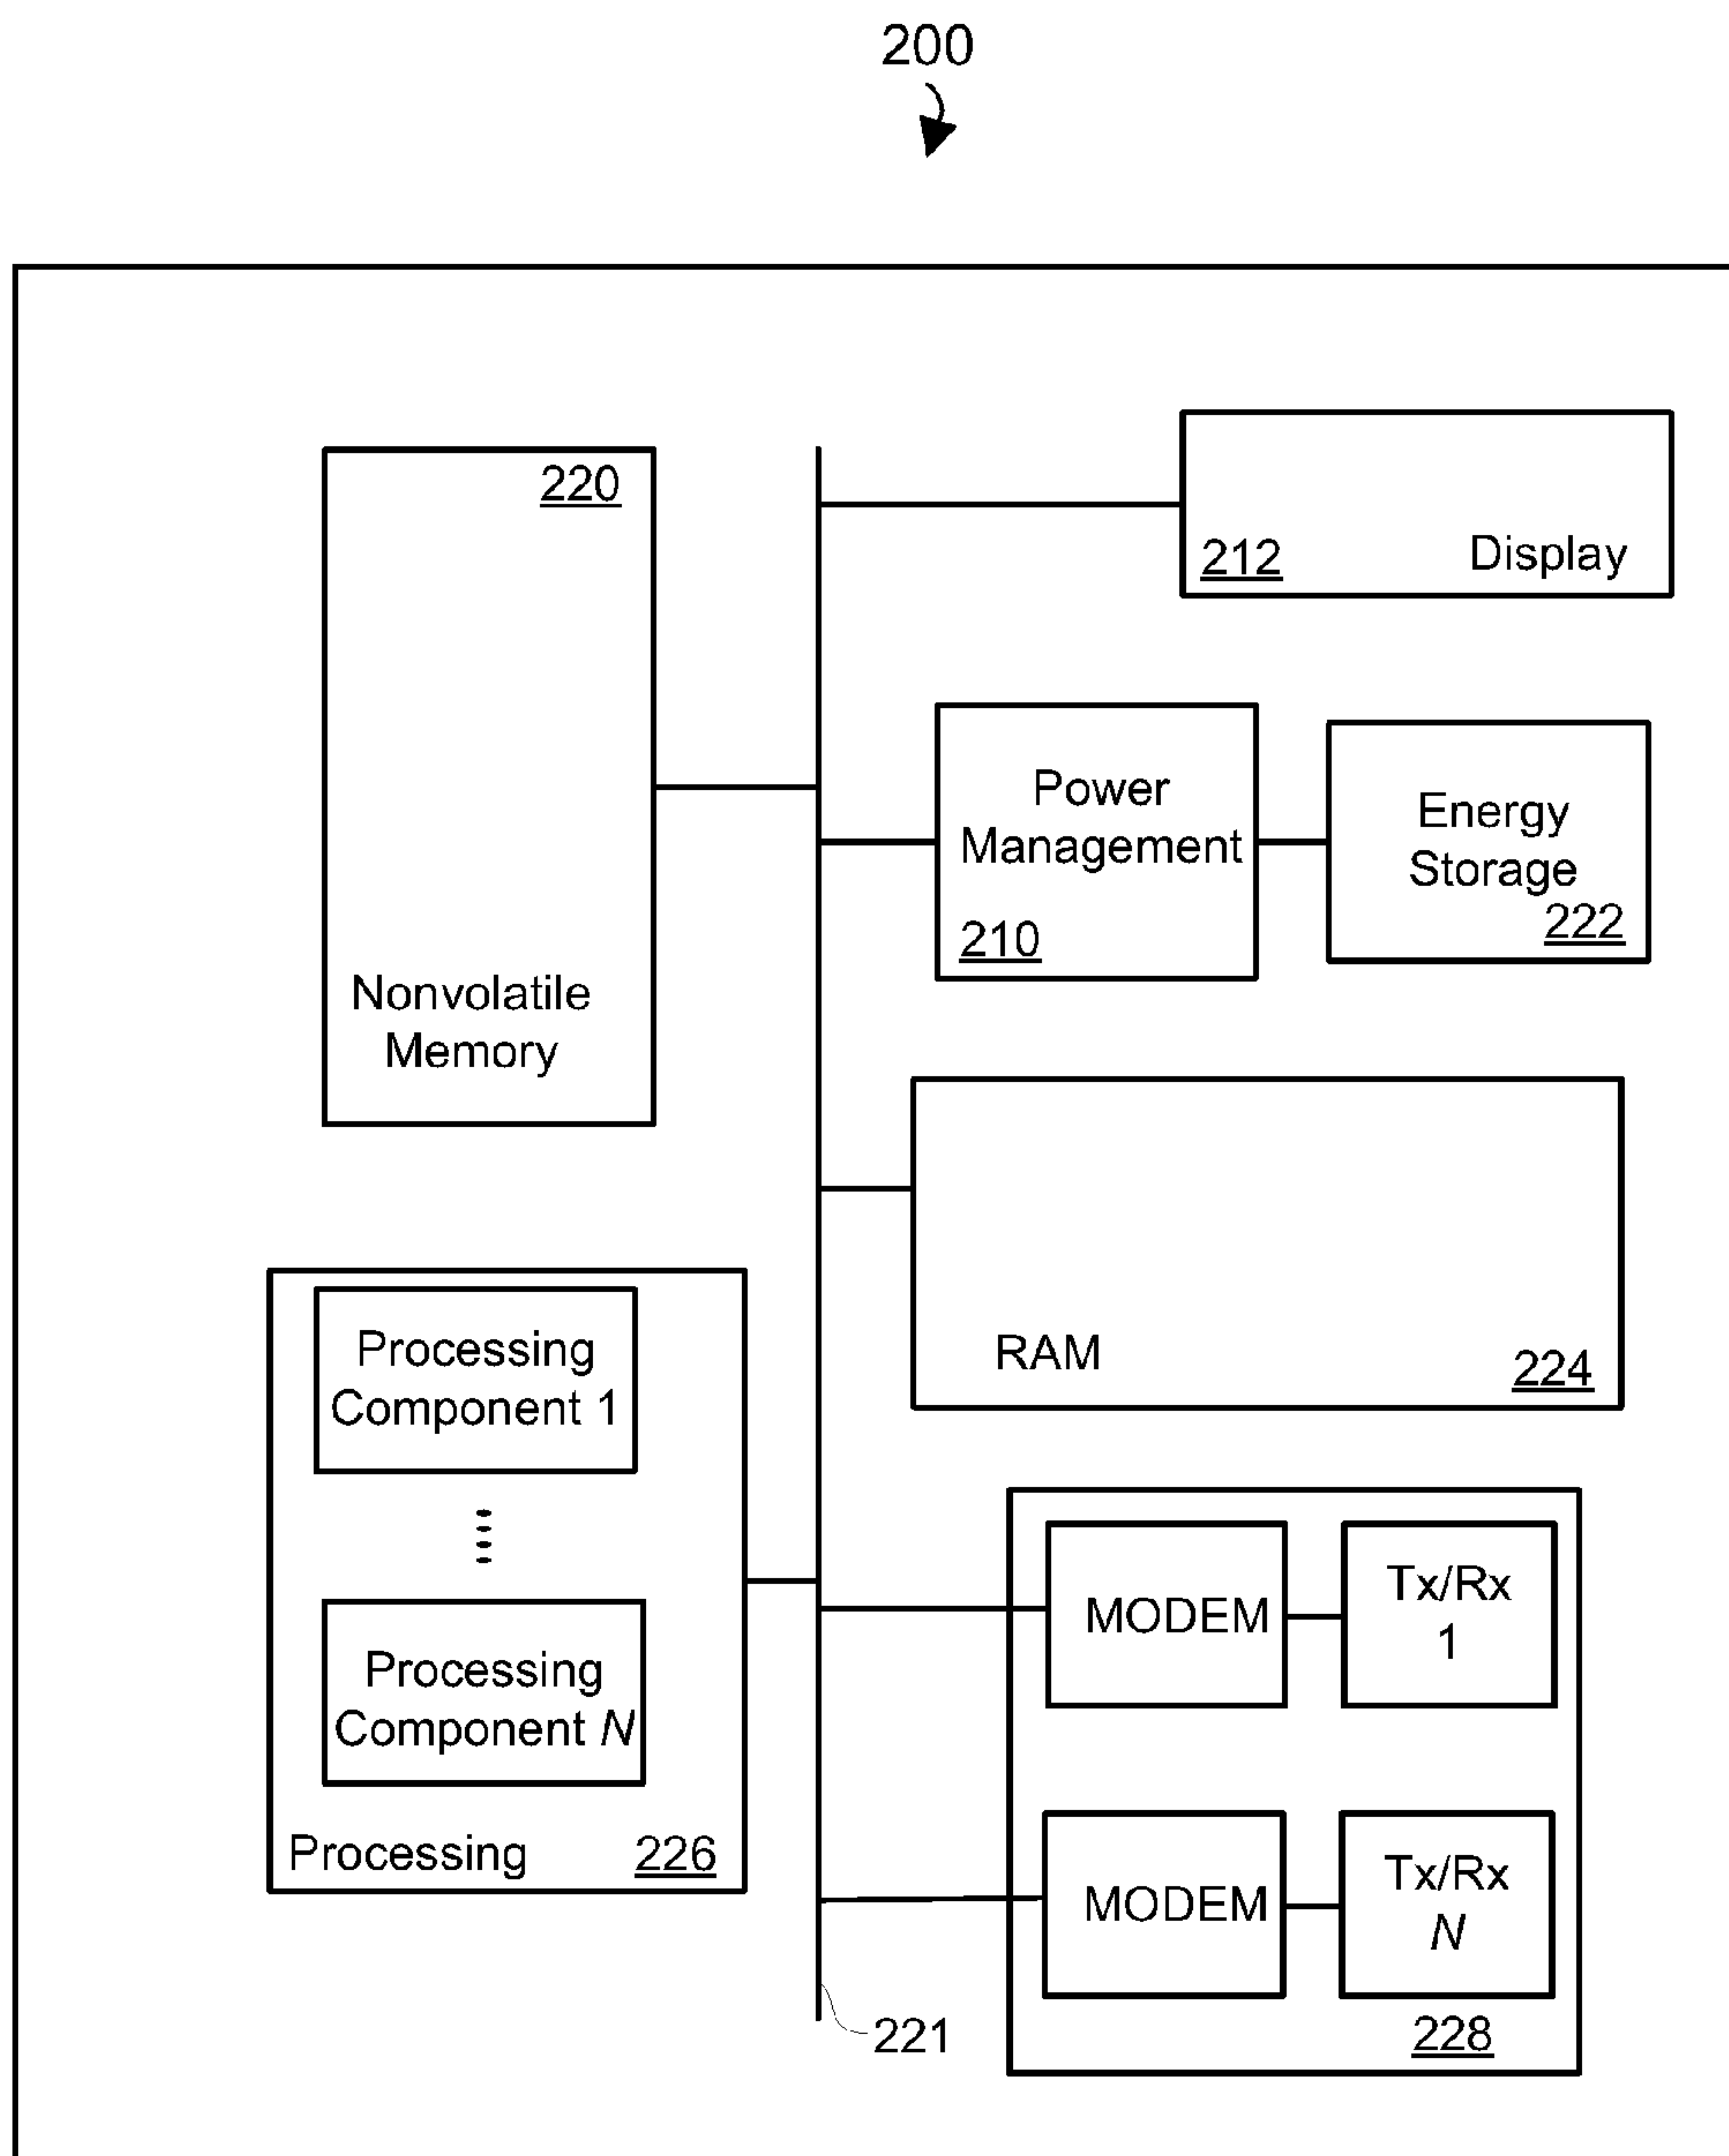 200
220
Nonvolatile
Memory
212
Display
Power
Management
210
Energy
Storage
222
RAM
224
Processing
Component 1
Processing
Component N
Processing
226
MODEM
Tx/Rx
1
MODEM
Tx/Rx
N
228
221